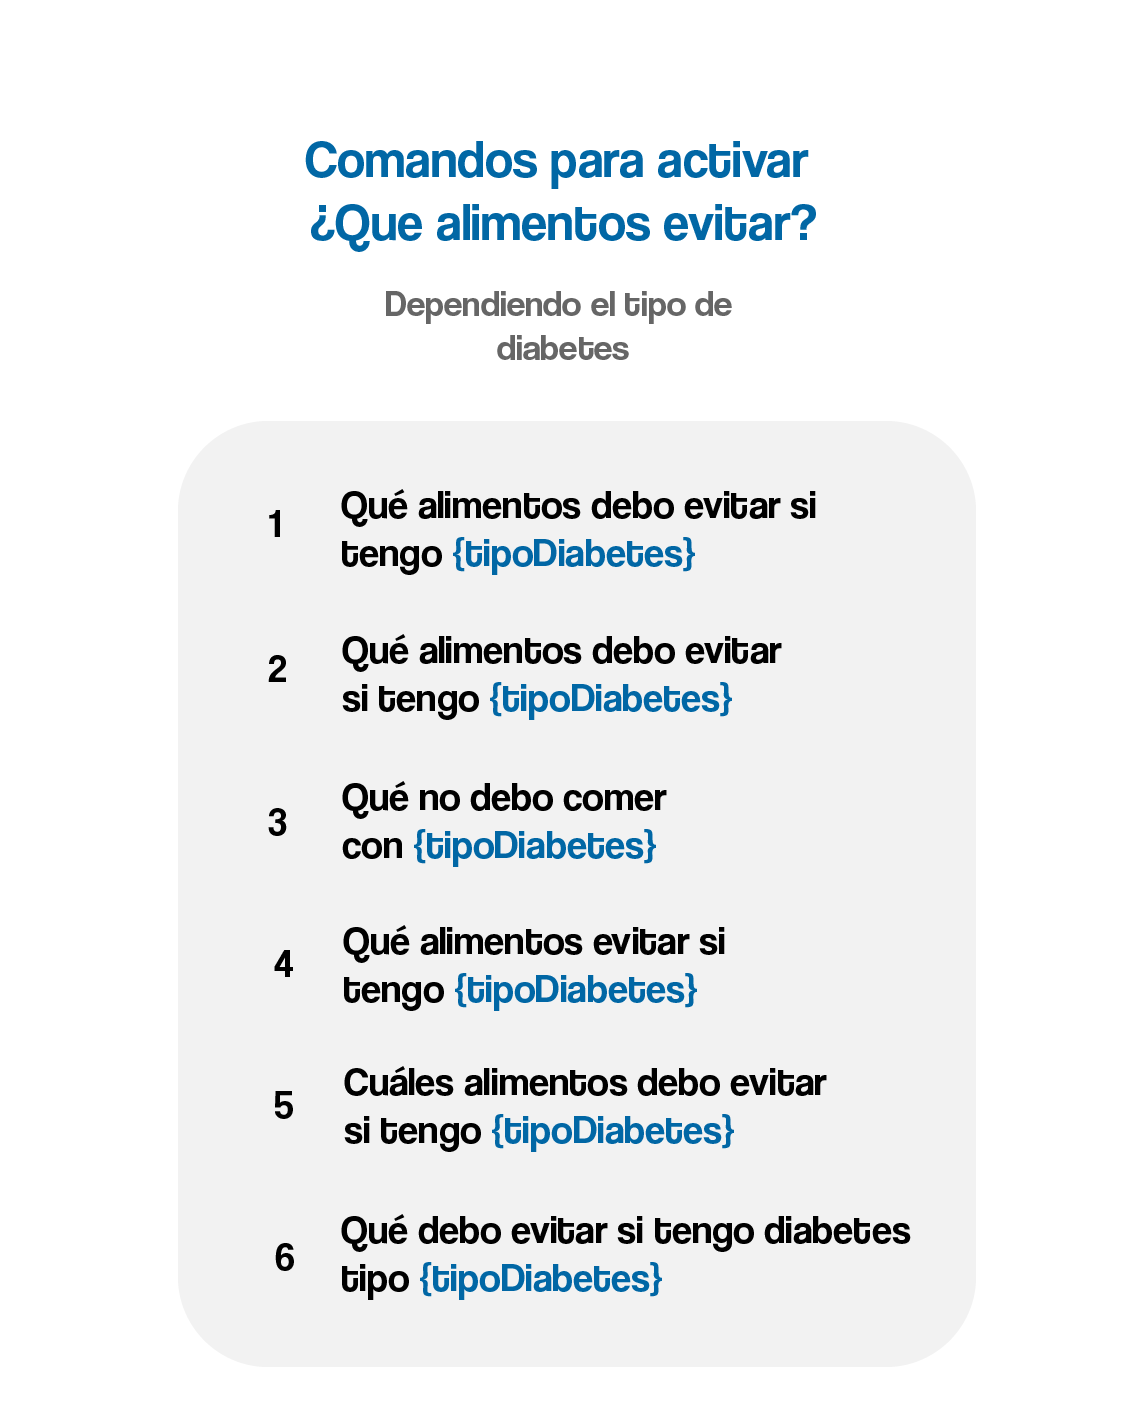 Comandos para activar
¿Que alimentos evitar?
Dependiendo el tipo de
diabetes
1 Qué alimentos debo evitar si
tengo {tipoDiabetes}
2 Qué alimentos debo evitar
si tengo {tipoDiabetes}
3 Qué no debo comer
con {tipoDiabetes}
4 Qué alimentos evitar si
tengo {tipoDiabetes}
5 Cuáles alimentos debo evitar
si tengo {tipoDiabetes}
6 Qué debo evitar si tengo diabetes
tipo {tipoDiabetes}